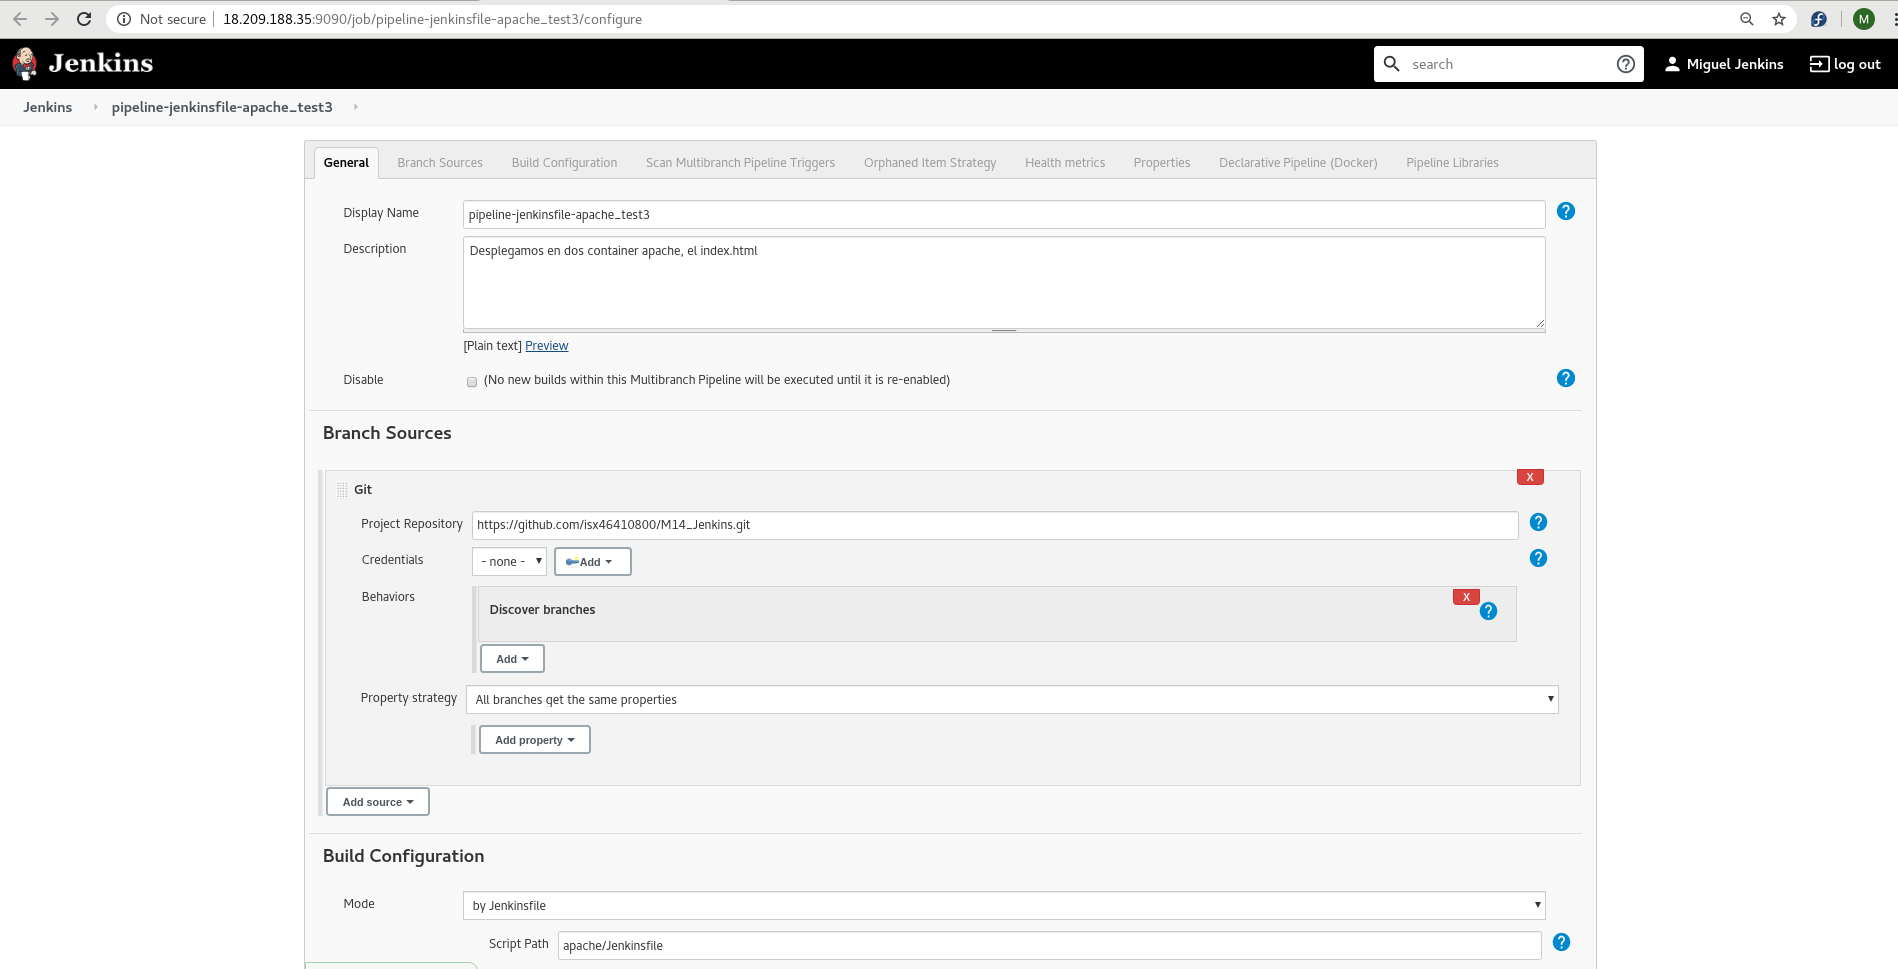 Not secure | 18.209.188.35:9090/job/pipeline-jenkinsfile-apache_test3/configure M
Jenkins search Miguel Jenkins log out
Jenkins pipeline-jenkinsfile-apache_test3
General Branch Sources Build Configuration Scan Multibranch Pipeline Triggers Orphaned Item Strategy Health metrics Properties Declarative Pipeline (Docker) Pipeline Libraries
Display Name pipeline-jenkinsfile-apache_test3
Description Desplegamos en dos container apache, el index.html
[Plain text] Preview
Disable (No new builds within this Multibranch Pipeline will be executed until it is re-enabled)
Branch Sources
X
Git
Project Repository https://github.com/isx46410800/M14_Jenkins.git
Credentials - none - Add
Behaviors X
Discover branches
Add
Property strategy All branches get the same properties
Add property
Add source
Build Configuration
Mode by Jenkinsfile
Script Path apache/Jenkinsfile